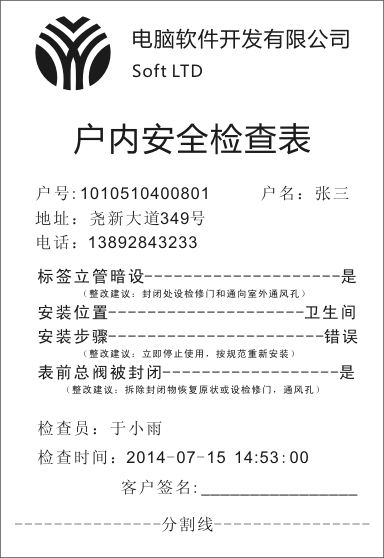 电脑软件开发有限公司
Soft LTD
户内安全检查表
户号:1010510400801 户名：张三
地址：尧新大道349号
电话：13892843233
标签立管暗设--------------------是
（整改建议：封闭处设检修门和通向室外通风孔）
安装位置--------------------卫生间
安装步骤----------------------错误
（整改建议：立即停止使用，按规范重新安装）
表前总阀被封闭------------------是
（整改建议：拆除封闭物恢复原状或设检修门，通风孔）
检查员：于小雨
检查时间：2014-07-15 14:53:00
客户签名:________________
---------------分割线---------------